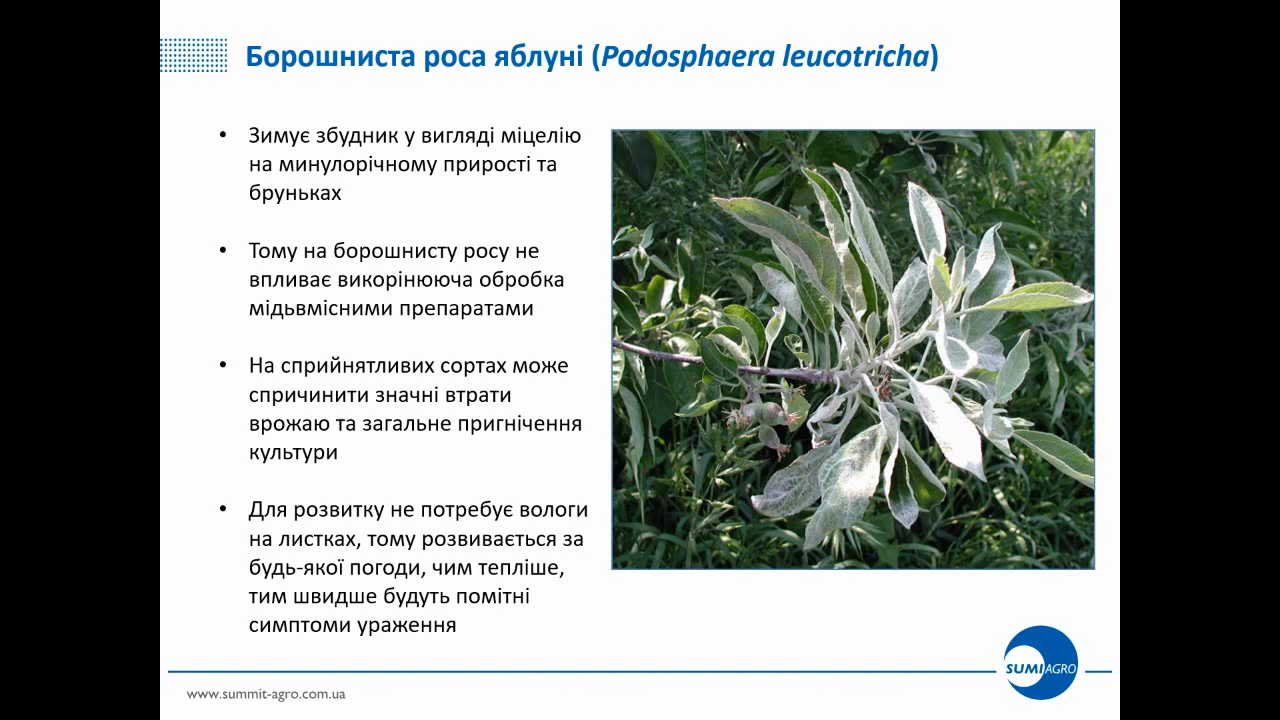 Борошниста роса яблуні (Podosphaera leucotricha)
• Зимує збудник у вигляді міцелію
на минулорічному прирості та
бруньках
• Тому на борошнисту росу не
впливає викорінююча обробка
мідьвмісними препаратами
• На сприйнятливих сортах може
спричинити значні втрати
врожаю та загальне пригнічення
культури
• Для розвитку не потребує вологи
на листках, тому розвивається за
будь-якої погоди, чим тепліше,
тим швидше будуть помітні
симптоми ураження
SUMI AGRO
www.summit-agro.com.ua